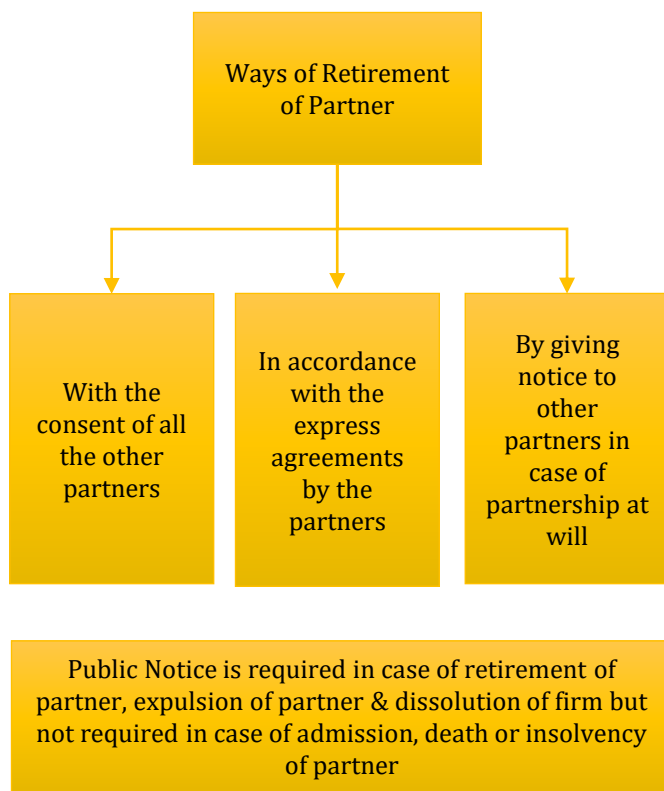 Ways of Retirement
of Partner
With the
consent of all
the other
partners
In accordance
with the
express
agreements
by the
partners
By giving
notice to
other
partners in
case of
partnership at
will
Public Notice is required in case of retirement of
partner, expulsion of partner & dissolution of firm but
not required in case of admission, death or insolvency
of partner